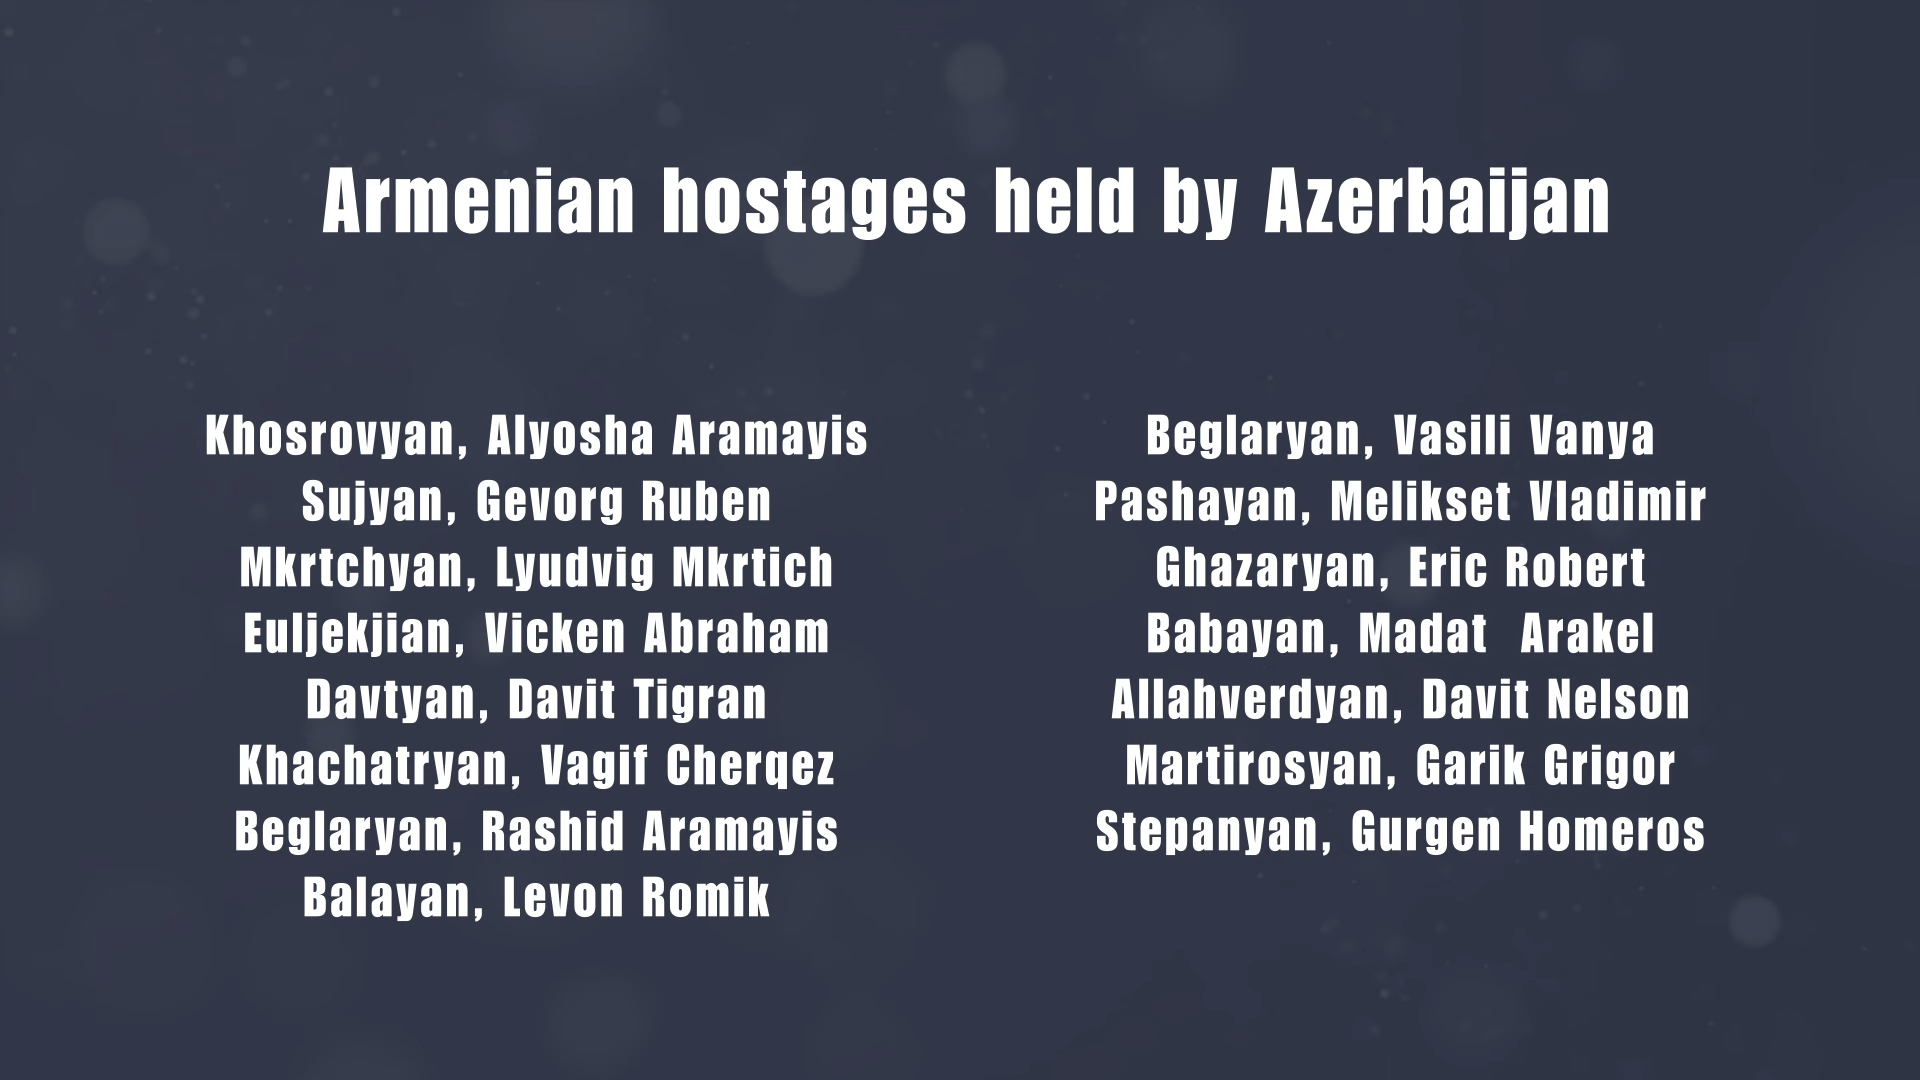 Armenian hostages held by Azerbaijan
Khosrovyan, Alyosha Aramayis
Sujyan, Gevorg Ruben
Mkrtchyan, Lyudvig Mkrtich
Euljekjian, Vicken Abraham
Davtyan, Davit Tigran
Khachatryan, Vagif Cherqez
Beglaryan, Rashid Aramayis
Balayan, Levon Romik
Beglaryan, Vasili Vanya
Pashayan, Melikset Vladimir
Ghazaryan, Eric Robert
Babayan, Madat  Arakel
Allahverdyan, Davit Nelson
Martirosyan, Garik Grigor
Stepanyan, Gurgen Homeros